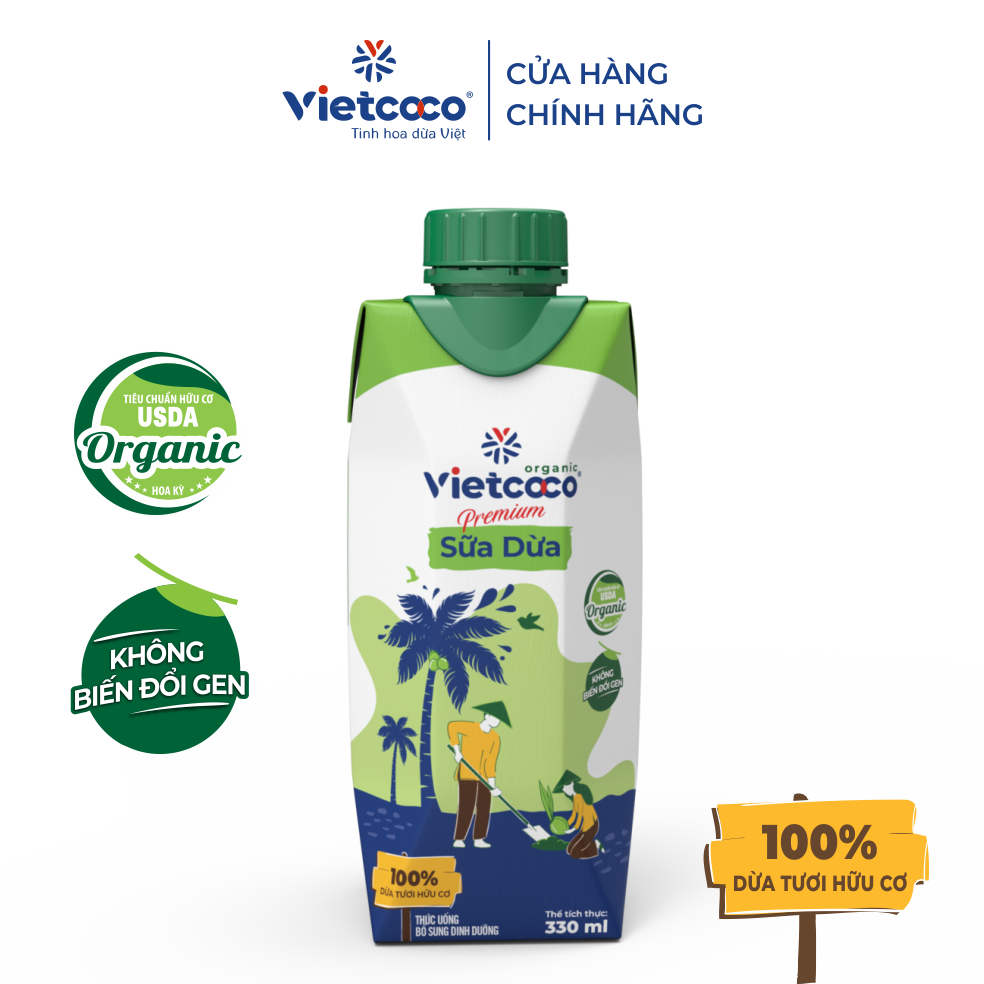 Vietcoco®
Tinh hoa dừa Việt
CỬA HÀNG
CHÍNH HÃNG
TIÊU CHUẨN HỮU CƠ
USDA
Organic
HOA KỲ
KHÔNG
BIẾN ĐỔI GEN
organic
Vietcoco®
Premium
Sữa Dừa
USDA
Organic
KHÔNG
BIẾN ĐỔI GEN
100%
DỪA TƯƠI HỮU CƠ
THỨC UỐNG
BỔ SUNG DINH DƯỠNG
Thể tích thực:
330 ml
100%
DỪA TƯƠI HỮU CƠ